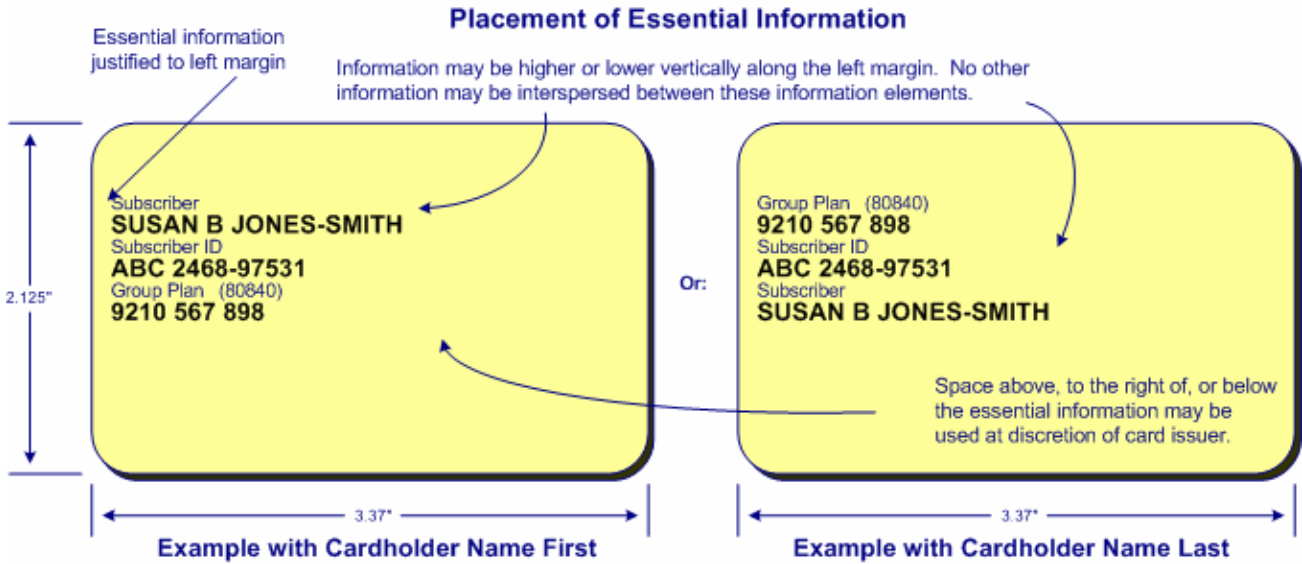 Placement of Essential Information
Essential information
justified to left margin
Information may be higher or lower vertically along the left margin.  No other
information may be interspersed between these information elements.
2.125"
Subscriber
SUSAN B JONES-SMITH
Subscriber ID
ABC 2468-97531
Group Plan  (80840)
9210 567 898
Or:
Group Plan  (80840)
9210 567 898
Subscriber ID
ABC 2468-97531
Subscriber
SUSAN B JONES-SMITH
Space above, to the right of, or below
the essential information may be
used at discretion of card issuer.
3.37"
3.37"
Example with Cardholder Name First
Example with Cardholder Name Last